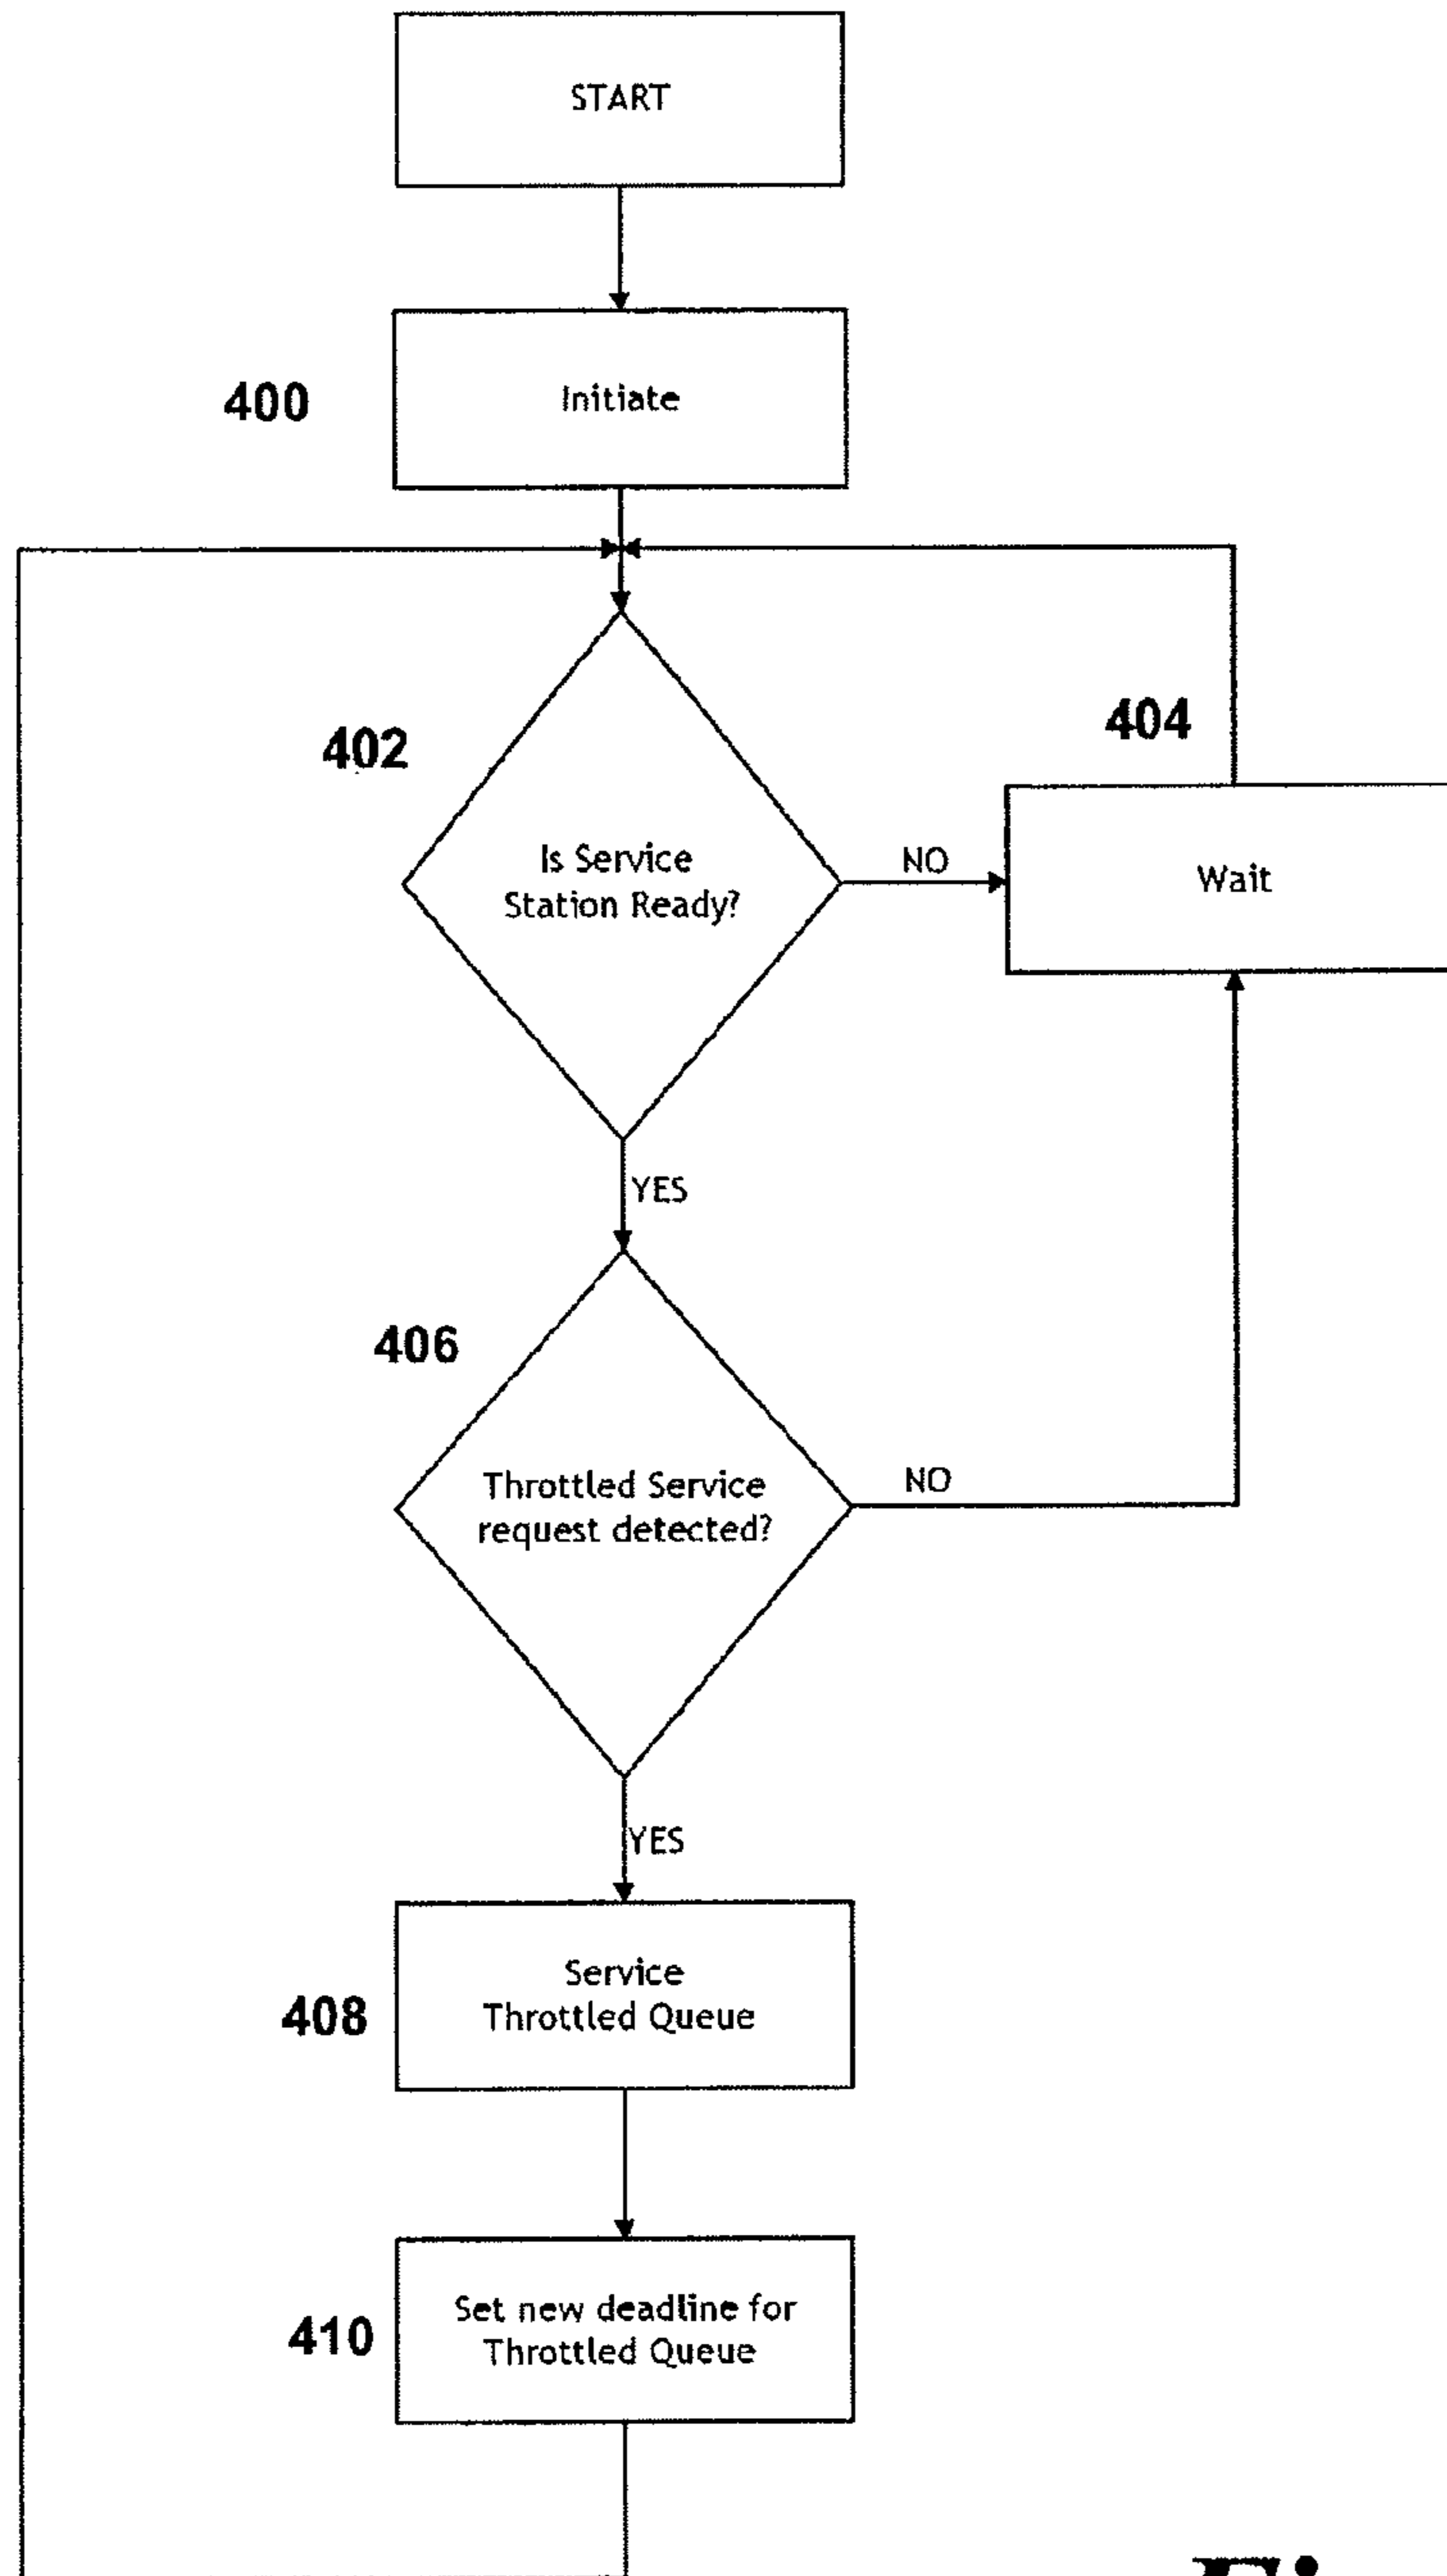 START
400
Initiate
402
404
Is Service
Station Ready?
NO
Wait
YES
406
Throttled Service
request detected?
NO
YES
408
Service
Throttled Queue
410
Set new deadline for
Throttled Queue